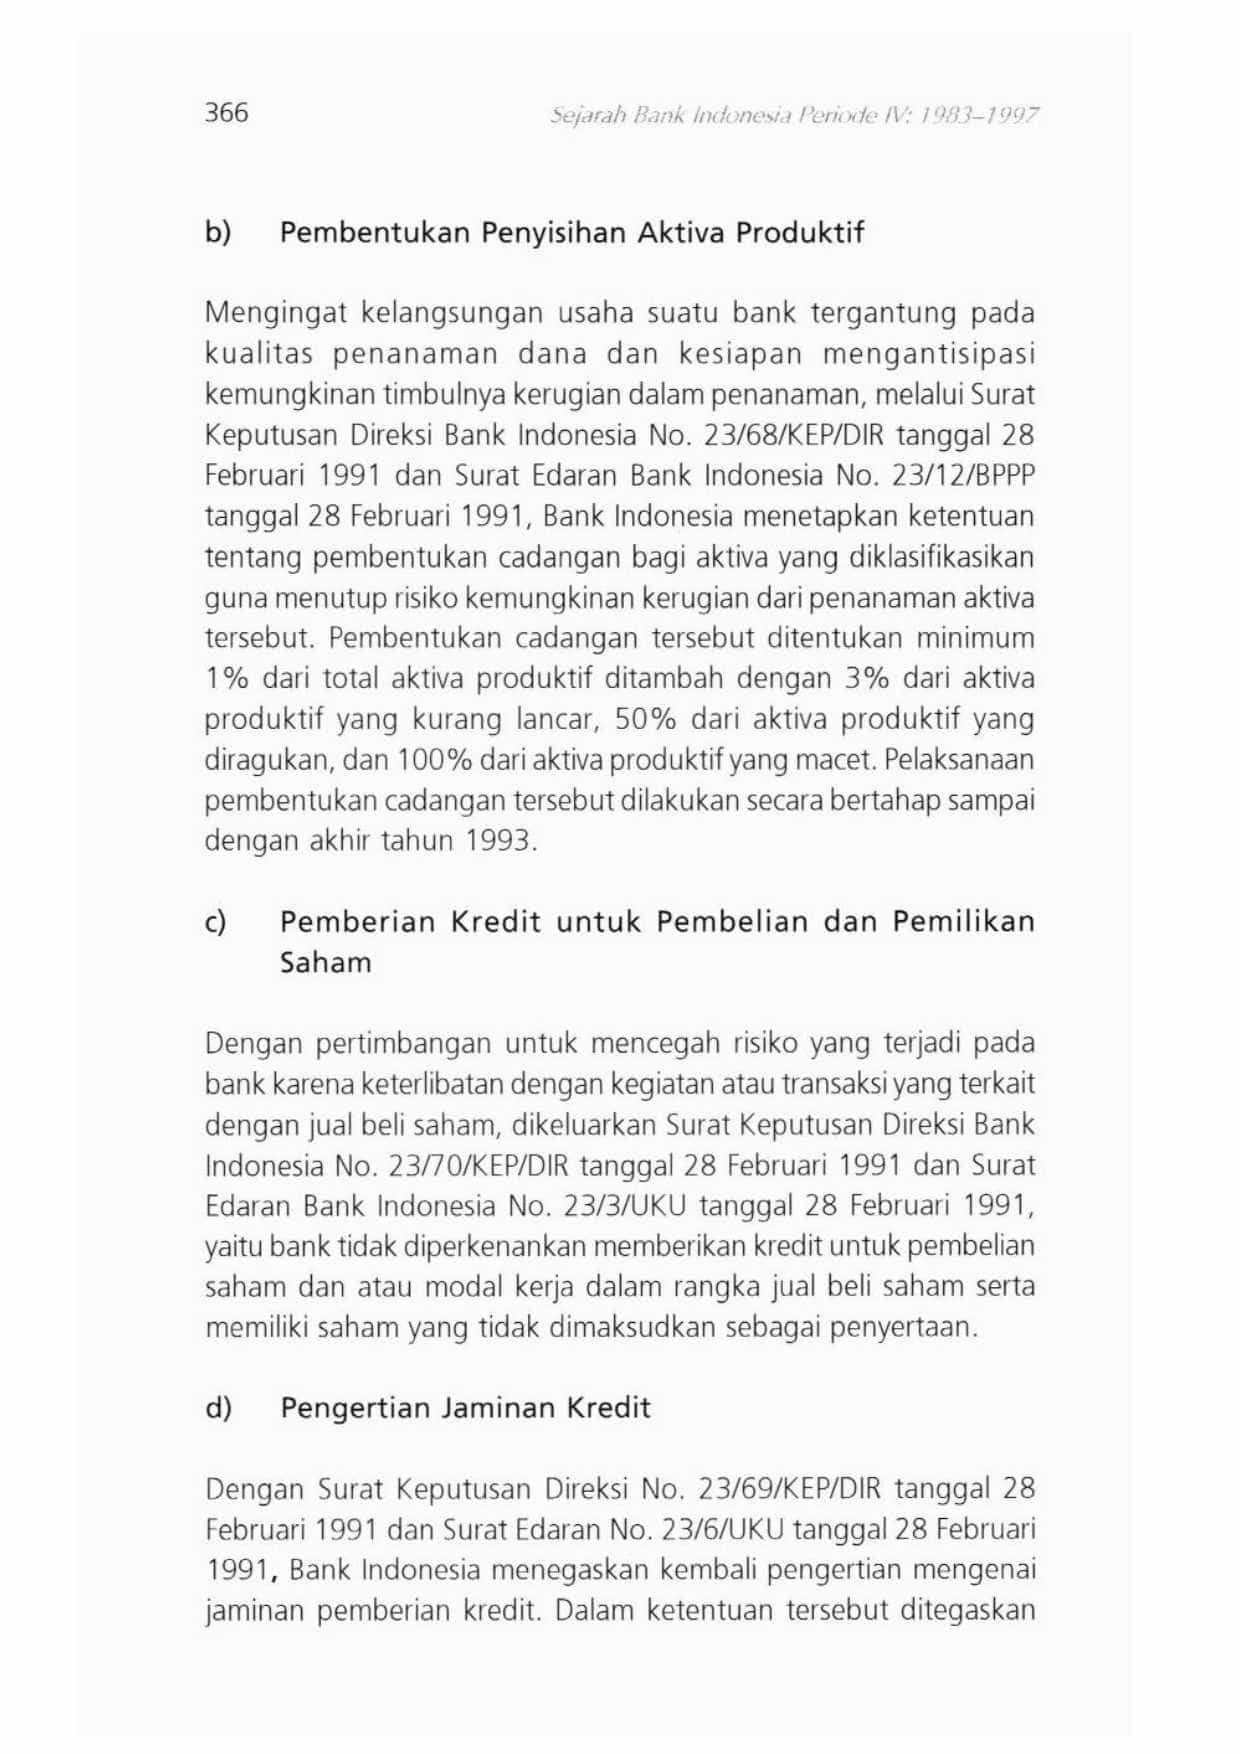 366
Sejarah Bank Indonesia Periode IV: 1983–1997
b) Pembentukan Penyisihan Aktiva Produktif
Mengingat kelangsungan usaha suatu bank tergantung pada
kualitas penanaman dana dan kesiapan mengantisipasi
kemungkinan timbulnya kerugian dalam penanaman, melalui Surat
Keputusan Direksi Bank Indonesia No. 23/68/KEP/DIR tanggal 28
Februari 1991 dan Surat Edaran Bank Indonesia No. 23/12/BPPP
tanggal 28 Februari 1991, Bank Indonesia menetapkan ketentuan
tentang pembentukan cadangan bagi aktiva yang diklasifikasikan
guna menutup risiko kemungkinan kerugian dari penanaman aktiva
tersebut. Pembentukan cadangan tersebut ditentukan minimum
1% dari total aktiva produktif ditambah dengan 3% dari aktiva
produktif yang kurang lancar, 50% dari aktiva produktif yang
diragukan, dan 100% dari aktiva produktif yang macet. Pelaksanaan
pembentukan cadangan tersebut dilakukan secara bertahap sampai
dengan akhir tahun 1993.
c) Pemberian Kredit untuk Pembelian dan Pemilikan
Saham
Dengan pertimbangan untuk mencegah risiko yang terjadi pada
bank karena keterlibatan dengan kegiatan atau transaksi yang terkait
dengan jual beli saham, dikeluarkan Surat Keputusan Direksi Bank
Indonesia No. 23/70/KEP/DIR tanggal 28 Februari 1991 dan Surat
Edaran Bank Indonesia No. 23/3/UKU tanggal 28 Februari 1991,
yaitu bank tidak diperkenankan memberikan kredit untuk pembelian
saham dan atau modal kerja dalam rangka jual beli saham serta
memiliki saham yang tidak dimaksudkan sebagai penyertaan.
d) Pengertian Jaminan Kredit
Dengan Surat Keputusan Direksi No. 23/69/KEP/DIR tanggal 28
Februari 1991 dan Surat Edaran No. 23/6/UKU tanggal 28 Februari
1991, Bank Indonesia menegaskan kembali pengertian mengenai
jaminan pemberian kredit. Dalam ketentuan tersebut ditegaskan